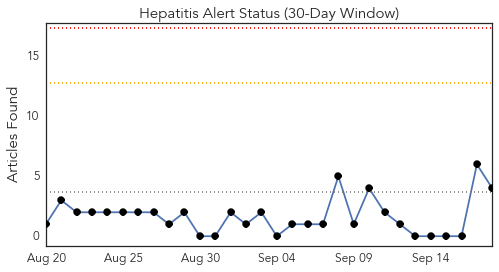 Hepatitis Alert Status (30-Day Window)
Articles Found
15
10
5
0
Aug 20 Aug 25 Aug 30 Sep 04 Sep 09 Sep 14